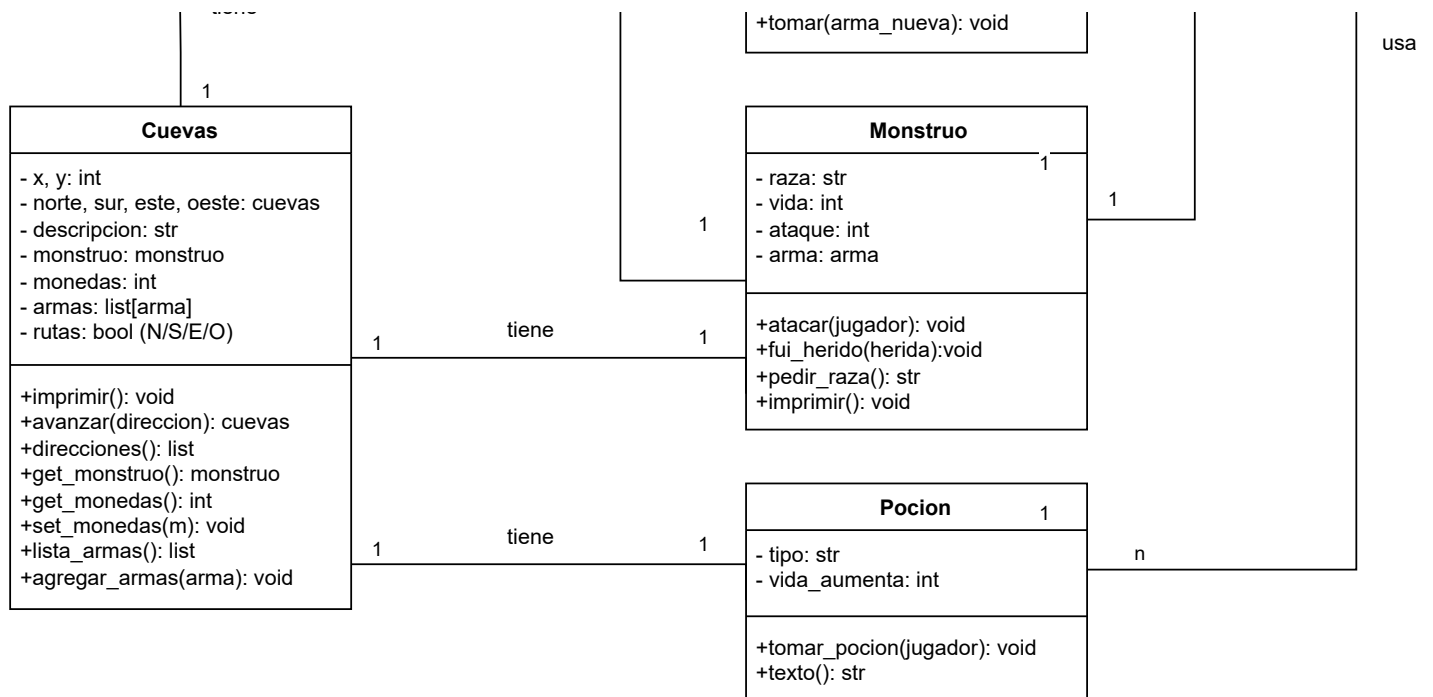 tiene
+tomar(arma_nueva): void
usa
1
Cuevas
- x, y: int
- norte, sur, este, oeste: cuevas
- descripcion: str
- monstruo: monstruo
- monedas: int
- armas: list[arma]
- rutas: bool (N/S/E/O)
+imprimir(): void
+avanzar(direccion): cuevas
+direcciones(): list
+get_monstruo(): monstruo
+get_monedas(): int
+set_monedas(m): void
+lista_armas(): list
+agregar_armas(arma): void
1
tiene
1
1
tiene
1
1
Monstruo
1
- raza: str
- vida: int
- ataque: int
- arma: arma
+atacar(jugador): void
+fui_herido(herida):void
+pedir_raza(): str
+imprimir(): void
1
Pocion
1
- tipo: str
- vida_aumenta: int
+tomar_pocion(jugador): void
+texto(): str
n